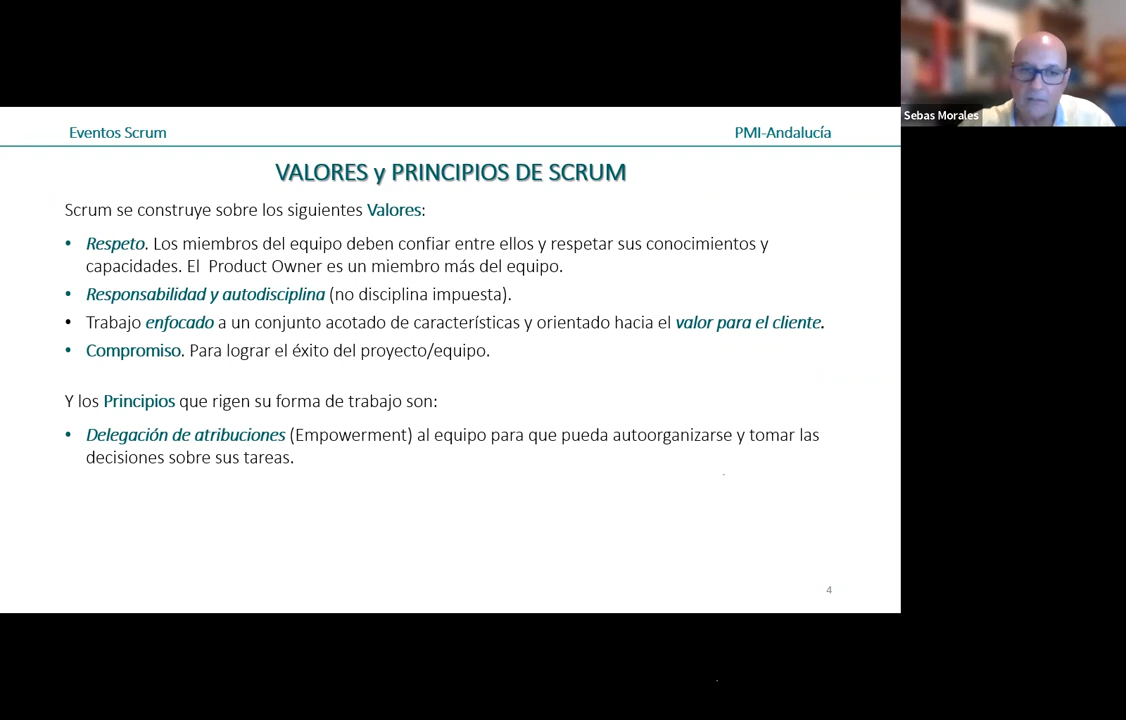 Eventos Scrum
PMI-Andalucía
VALORES y PRINCIPIOS DE SCRUM
Scrum se construye sobre los siguientes Valores:
• Respeto. Los miembros del equipo deben confiar entre ellos y respetar sus conocimientos y
capacidades. El Product Owner es un miembro más del equipo.
• Responsabilidad y autodisciplina (no disciplina impuesta).
• Trabajo enfocado a un conjunto acotado de características y orientado hacia el valor para el cliente.
• Compromiso. Para lograr el éxito del proyecto/equipo.
Y los Principios que rigen su forma de trabajo son:
• Delegación de atribuciones (Empowerment) al equipo para que pueda autoorganizarse y tomar las
decisiones sobre sus tareas.
4
Sebas Morales